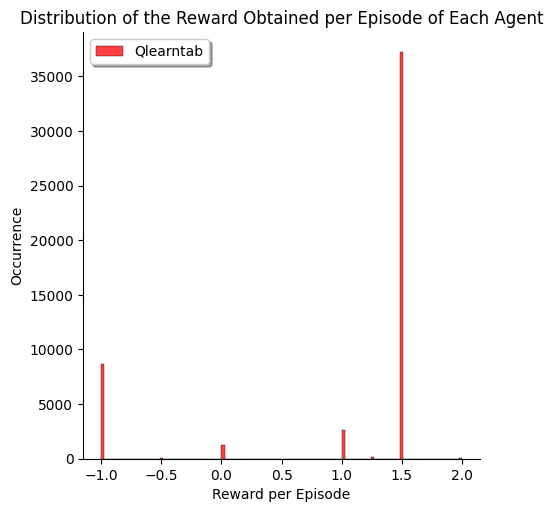 Distribution of the Reward Obtained per Episode of Each Agent
Qlearntab
35000
30000
25000
20000
15000
10000
5000
0
Occurrence
−1.0 −0.5 0.0 0.5 1.0 1.5 2.0
Reward per Episode